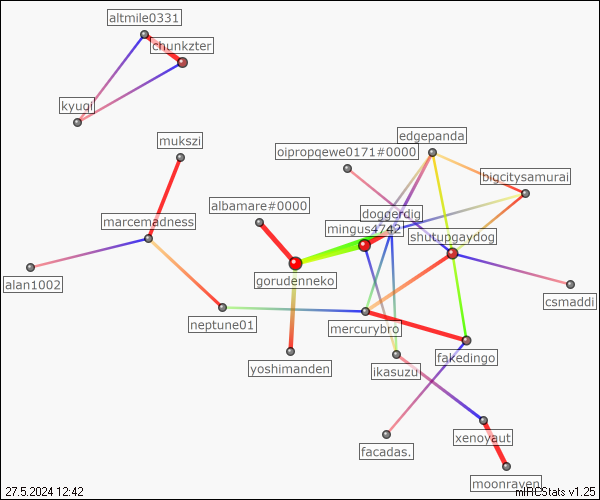 altmile0331
chunkzter
kyuqi
mukszi
edgepanda
oipropqewe0171#0000
bigcitysamurai
albamare#0000
doggerdig
marcemadness
mingus4742
shutupgaydog
gorudenneko
alan1002
csmaddi
neptune01
mercurybro
fakedingo
yoshimanden
ikasuzu
xenoyaut
facadas.
moonraven
27.5.2024 12:42
mIRCStats v1.25